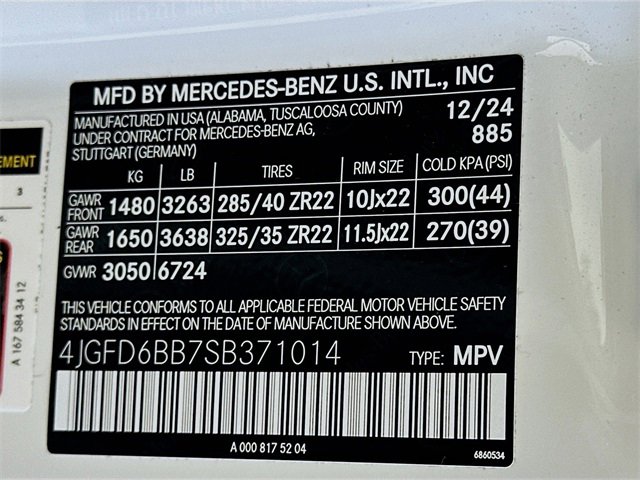 MFD BY MERCEDES-BENZ U.S. INTL., INC
MANUFACTURED IN USA (ALABAMA, TUSCALOOSA COUNTY) 12/24
UNDER CONTRACT FOR MERCEDES-BENZ AG, 885
STUTTGART (GERMANY)
KG LB TIRES RIM SIZE COLD KPA (PSI)
GAWR FRONT 1480 3263 285/40 ZR22 10Jx22 300(44)
GAWR REAR 1650 3638 325/35 ZR22 11.5Jx22 270(39)
GVWR 3050 6724
THIS VEHICLE CONFORMS TO ALL APPLICABLE FEDERAL MOTOR VEHICLE SAFETY
STANDARDS IN EFFECT ON THE DATE OF MANUFACTURE SHOWN ABOVE.
4JGFD6BB7SB371014 TYPE: MPV
A 000 817 52 04
6860534
EMENT
3
A 167 584 34 12